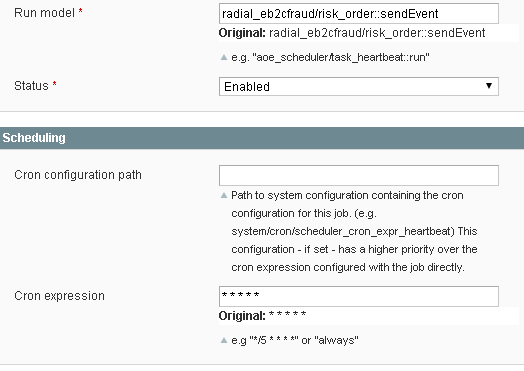 Run model *
radial_eb2cfraud/risk_order::sendEvent
Original: radial_eb2cfraud/risk_order::sendEvent
e.g. "aoe_scheduler/task_heartbeat::run"
Status *
Enabled
Scheduling
Cron configuration path
Path to system configuration containing the cron
configuration for this job. (e.g.
system/cron/scheduler_cron_expr_heartbeat) This
configuration - if set - has a higher priority over the
cron expression configured with the job directly.
Cron expression
* * * * *
Original: * * * * *
e.g "*/5 * * * *" or "always"